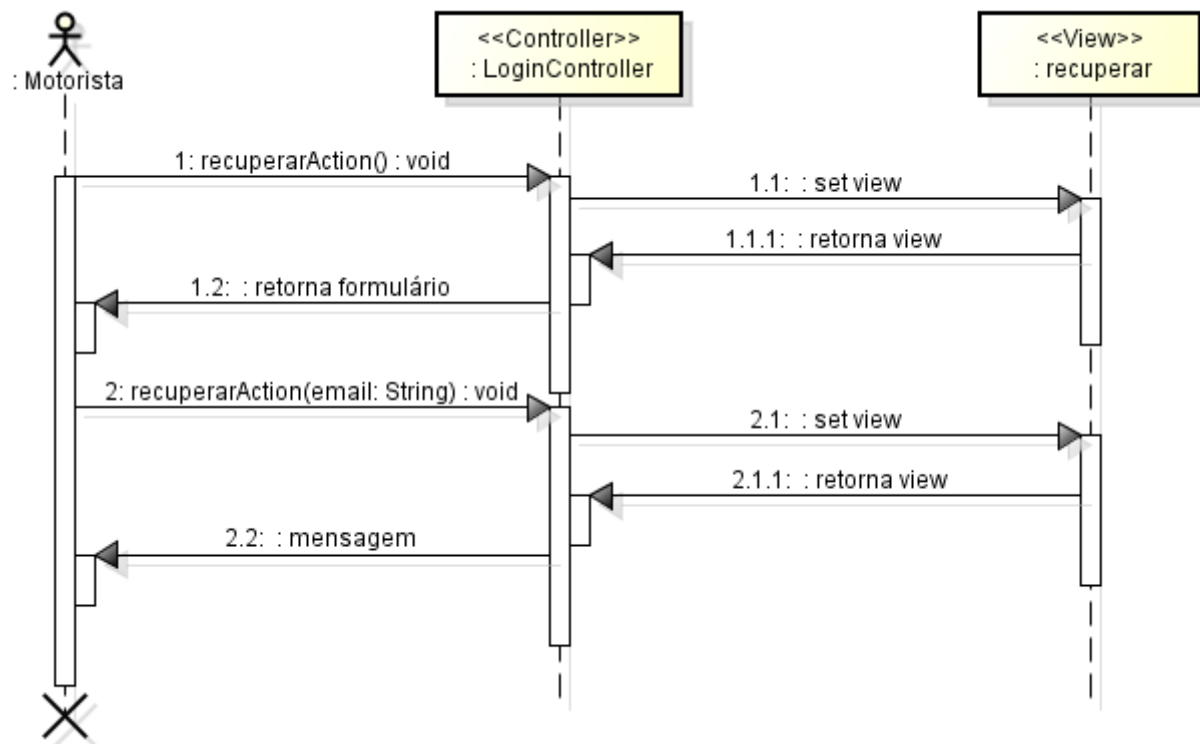 <<Controller>>
: LoginController
<<View>>
: recuperar
: Motorista
1: recuperarAction() : void
1.1:  : set view
1.1.1:  : retorna view
1.2:  : retorna formulário
2: recuperarAction(email: String) : void
2.1:  : set view
2.1.1:  : retorna view
2.2:  : mensagem